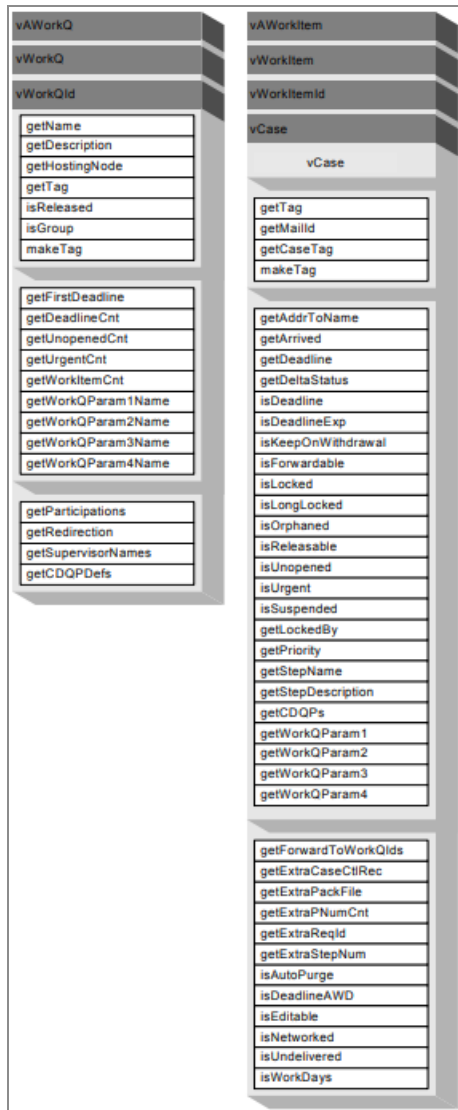 vAWorkQ
vWorkQ
vWorkQId
getName
getDescription
getHostingNode
getTag
isReleased
isGroup
makeTag
getFirstDeadline
getDeadlineCnt
getUnopenedCnt
getUrgentCnt
getWorkItemCnt
getWorkQParam1Name
getWorkQParam2Name
getWorkQParam3Name
getWorkQParam4Name
getParticipations
getRedirection
getSupervisorNames
getCDQPDefs
vAWorkItem
vWorkItem
vWorkItemId
vCase
vCase
getTag
getMailId
getCaseTag
makeTag
getAddrToName
getArrived
getDeadline
getDeltaStatus
isDeadline
isDeadlineExp
isKeepOnWithdrawal
isForwardable
isLocked
isLongLocked
isOrphaned
isReleasable
isUnopened
isUrgent
isSuspended
getLockedBy
getPriority
getStepName
getStepDescription
getCDQPs
getWorkQParam1
getWorkQParam2
getWorkQParam3
getWorkQParam4
getForwardToWorkQIds
getExtraCaseCtlRec
getExtraPackFile
getExtraPNumCnt
getExtraReqId
getExtraStepNum
isAutoPurge
isDeadlineAWD
isEditable
isNetworked
isUndelivered
isWorkDays